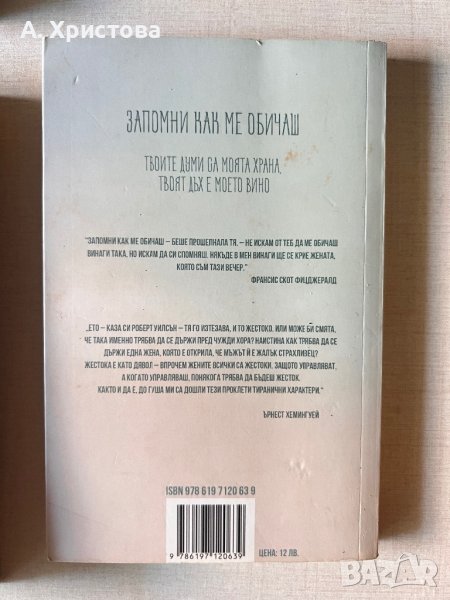 А. Христова
ЗАПОМНИ КАК МЕ ОБИЧАШ
ТВОИТЕ ДУМИ СА МОЯТА ХРАНА,
ТВОЯТ ДЪХ Е МОЕТО ВИНО
"ЗАПОМНИ КАК МЕ ОБИЧАШ – БЕШЕ ПРОШЕПНАЛА ТЯ. – НЕ ИСКАМ ОТ ТЕБ ДА МЕ ОБИЧАШ
ВИНАГИ ТАКА, НО ИСКАМ ДА СИ СПОМНЯШ. НЯКЪДЕ В МЕН ВИНАГИ ЩЕ СЕ КРИЕ ЖЕНАТА,
КОЯТО СЪМ ТАЗИ ВЕЧЕР."
ФРАНСИС СКОТ ФИЦДЖЕРАЛД
„ЕТО – КАЗА СИ РОБЕРТ УИЛСЪН – ТЯ ГО ИЗТЕЗАВА, И ТО ЖЕСТОКО. ИЛИ МОЖЕ БИ СМЯТА,
ЧЕ ТАКА ИМЕННО ТРЯБВА ДА СЕ ДЪРЖИ ПРЕД ЧУЖДИ ХОРА? НАИСТИНА КАК ТРЯБВА ДА СЕ
ДЪРЖИ ЕДНА ЖЕНА, КОЯТО Е ОТКРИЛА, ЧЕ МЪЖЪТ Й Е ЖАЛЪК СТРАХЛИВЕЦ?
ЖЕСТОКА Е КАТО ДЯВОЛ – ВПРОЧЕМ ЖЕНИТЕ ВСИЧКИ СА ЖЕСТОКИ, ЗАЩОТО УПРАВЛЯВАТ,
А КОГАТО УПРАВЛЯВАШ, ПОНЯКОГА ТРЯБВА ДА БЪДЕШ ЖЕСТОК.
КАКТО И ДА Е, ДО ГУША МИ СА ДОШЛИ ТЕЗИ ПРОКЛЕТИ ТИРАНИЧНИ ХАРАКТЕРИ."
ЪРНЕСТ ХЕМИНГУЕЙ
ISBN 978 619 7120 63 9
9 786197 120639
ЦЕНА: 12 ЛВ.
BAZAR